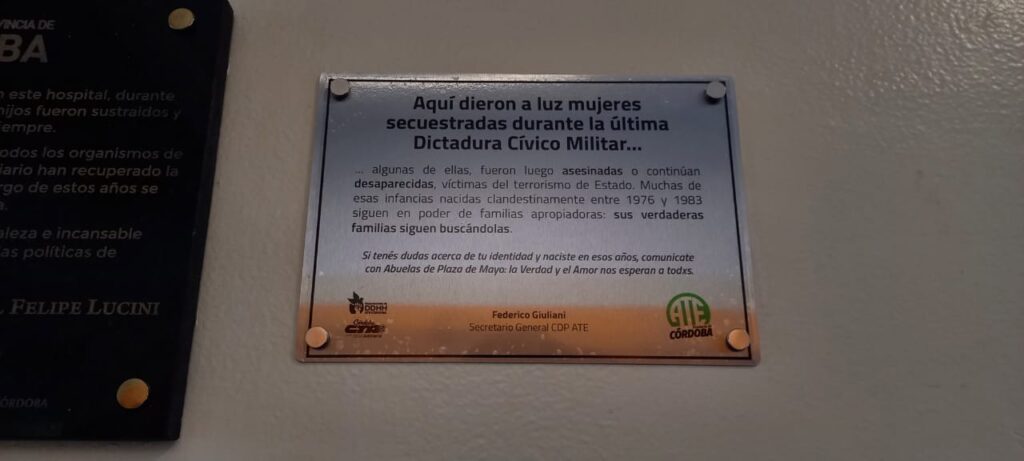 VINCIA DE
BA
este hospital, durante
hijos fueron sustraídos y
empre.
odos los organismos de
iario han recuperado la
rgo de estos años se
aleza e incansable
las políticas de
FELIPE LUCINI
CÓRDOBA
Aquí dieron a luz mujeres
secuestradas durante la última
Dictadura Cívico Militar...
... algunas de ellas, fueron luego asesinadas o continúan
desaparecidas, víctimas del terrorismo de Estado. Muchas de
esas infancias nacidas clandestinamente entre 1976 y 1983
siguen en poder de familias apropiadoras: sus verdaderas
familias siguen buscándolas.
Si tenés dudas acerca de tu identidad y naciste en esos años, comunicate
con Abuelas de Plaza de Mayo: la Verdad y el Amor nos esperan a todxs.
DDHH
CTA
Federico Giuliani
Secretario General CDP ATE
ATE
CÓRDOBA